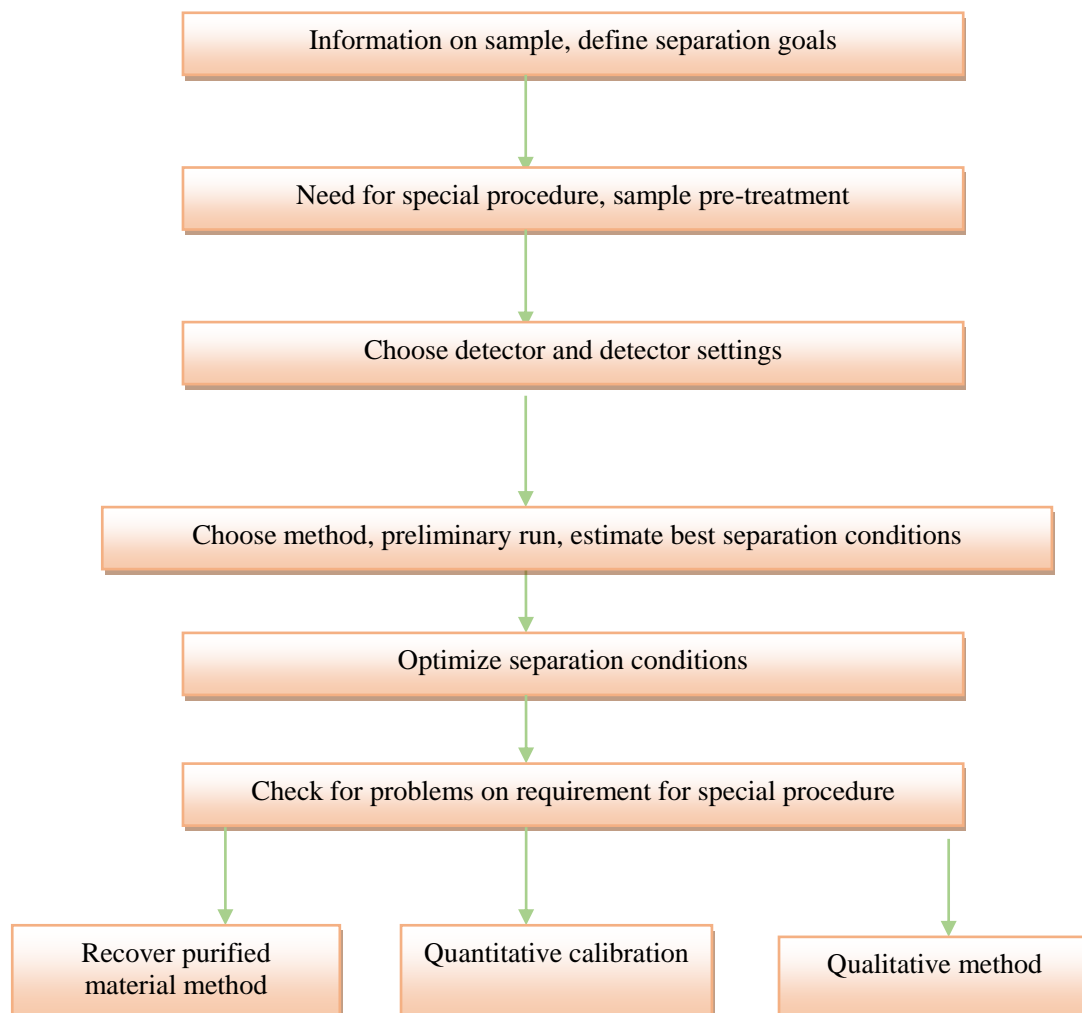 Information on sample, define separation goals
Need for special procedure, sample pre-treatment
Choose detector and detector settings
Choose method, preliminary run, estimate best separation conditions
Optimize separation conditions
Check for problems on requirement for special procedure
Recover purified
material method
Quantitative calibration
Qualitative method